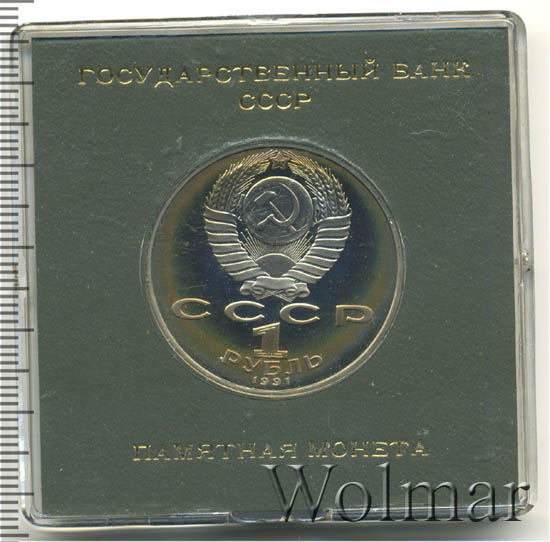 ГОСУДАРСТВЕННЫЙ БАНК
СССР
СССР
1
РУБЛЬ
1991
ПАМЯТНАЯ МОНЕТА
Wolmar